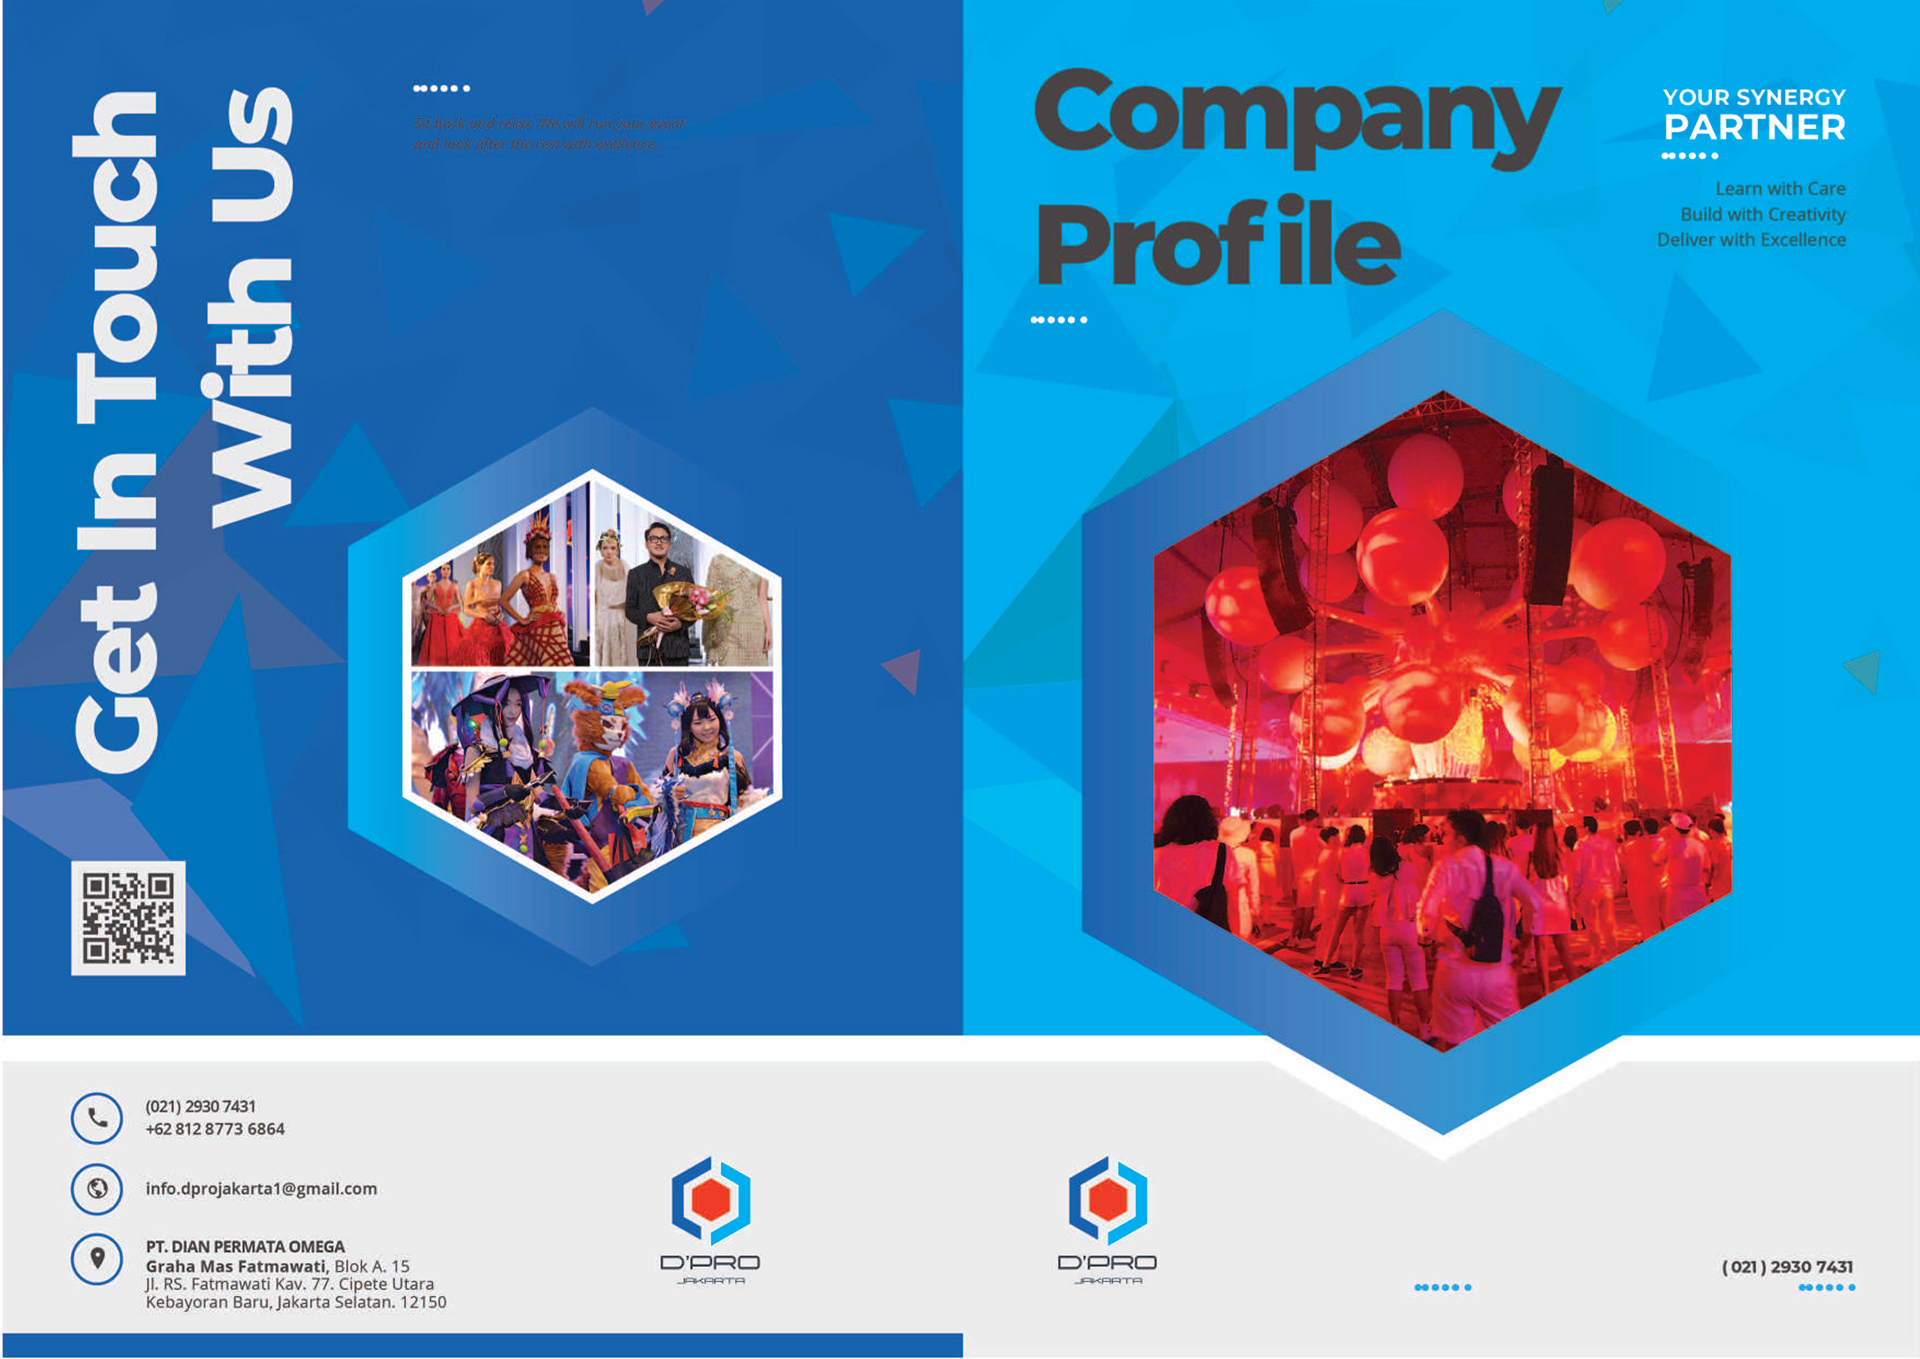 Get In Touch
With Us
Sit back and relax. We will run your event
and look after the rest with exellence.
(021) 2930 7431
+62 812 8773 6864
info.dprojakarta1@gmail.com
PT. DIAN PERMATA OMEGA
Graha Mas Fatmawati, Blok A. 15
Jl. RS. Fatmawati Kav. 77. Cipete Utara
Kebayoran Baru, Jakarta Selatan. 12150
D'PRO
JAKARTA
Company
Profile
YOUR SYNERGY
PARTNER
Learn with Care
Build with Creativity
Deliver with Excellence
D'PRO
JAKARTA
( 021 ) 2930 7431